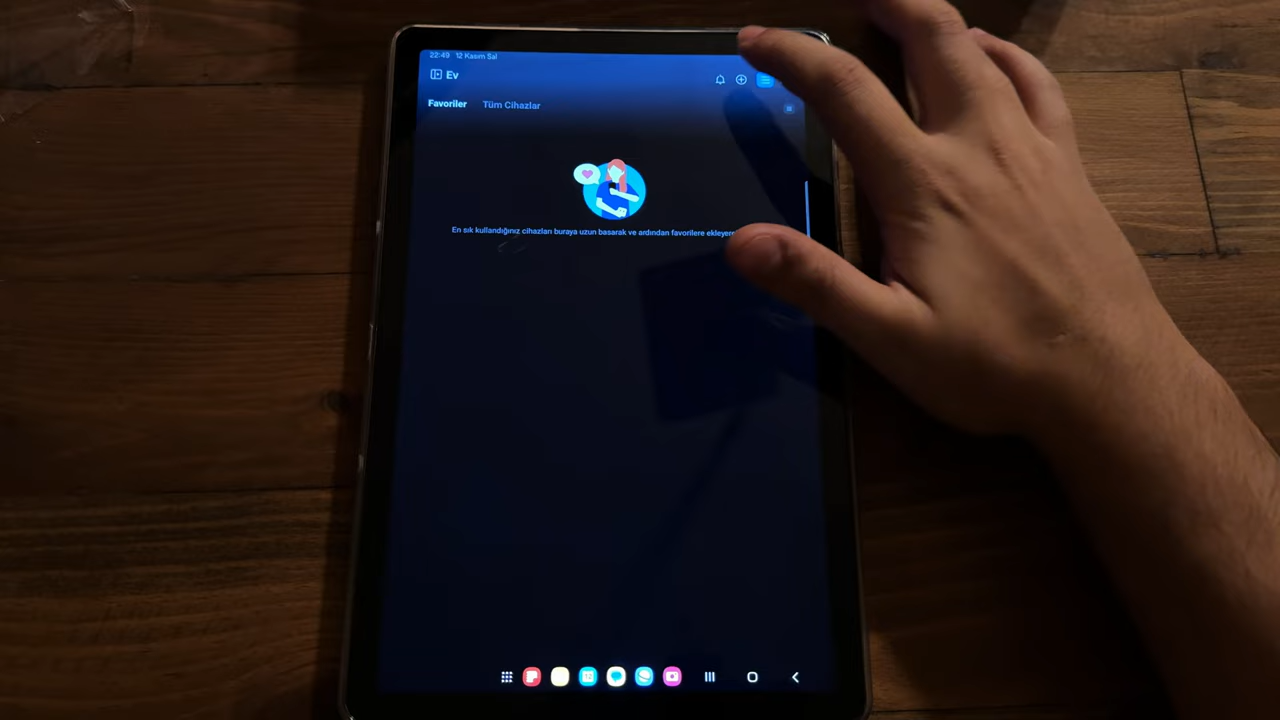 22:49 12 Kasım Sal
Ev
Favoriler Tüm Cihazlar
En sık kullandığınız cihazları buraya uzun basarak ve ardından favorilere